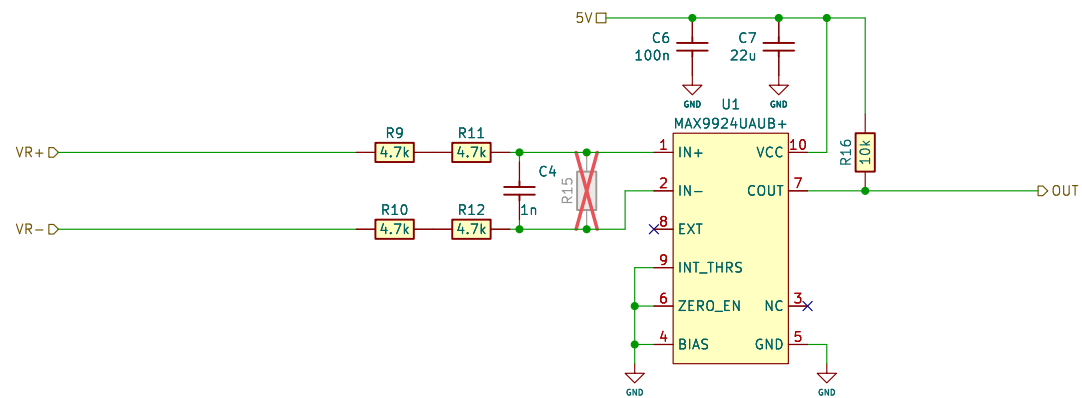 5V
C6
100n
C7
22u
GND
GND
U1
MAX9924UAUB+
R9
4.7k
R11
4.7k
VR+
C4
1n
R15
1
IN+
VCC
10
R16
10k
2
IN-
COUT
7
OUT
R10
4.7k
R12
4.7k
VR-
8
EXT
9
INT_THRS
6
ZERO_EN
NC
3
4
BIAS
GND
5
GND
GND